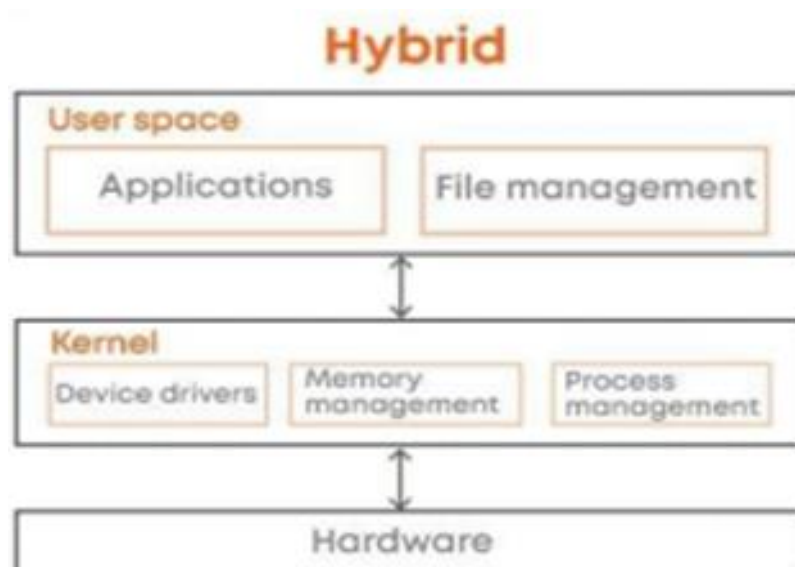 Hybrid
User space
Applications
File management
Kernel
Device drivers
Memory
management
Process
management
Hardware